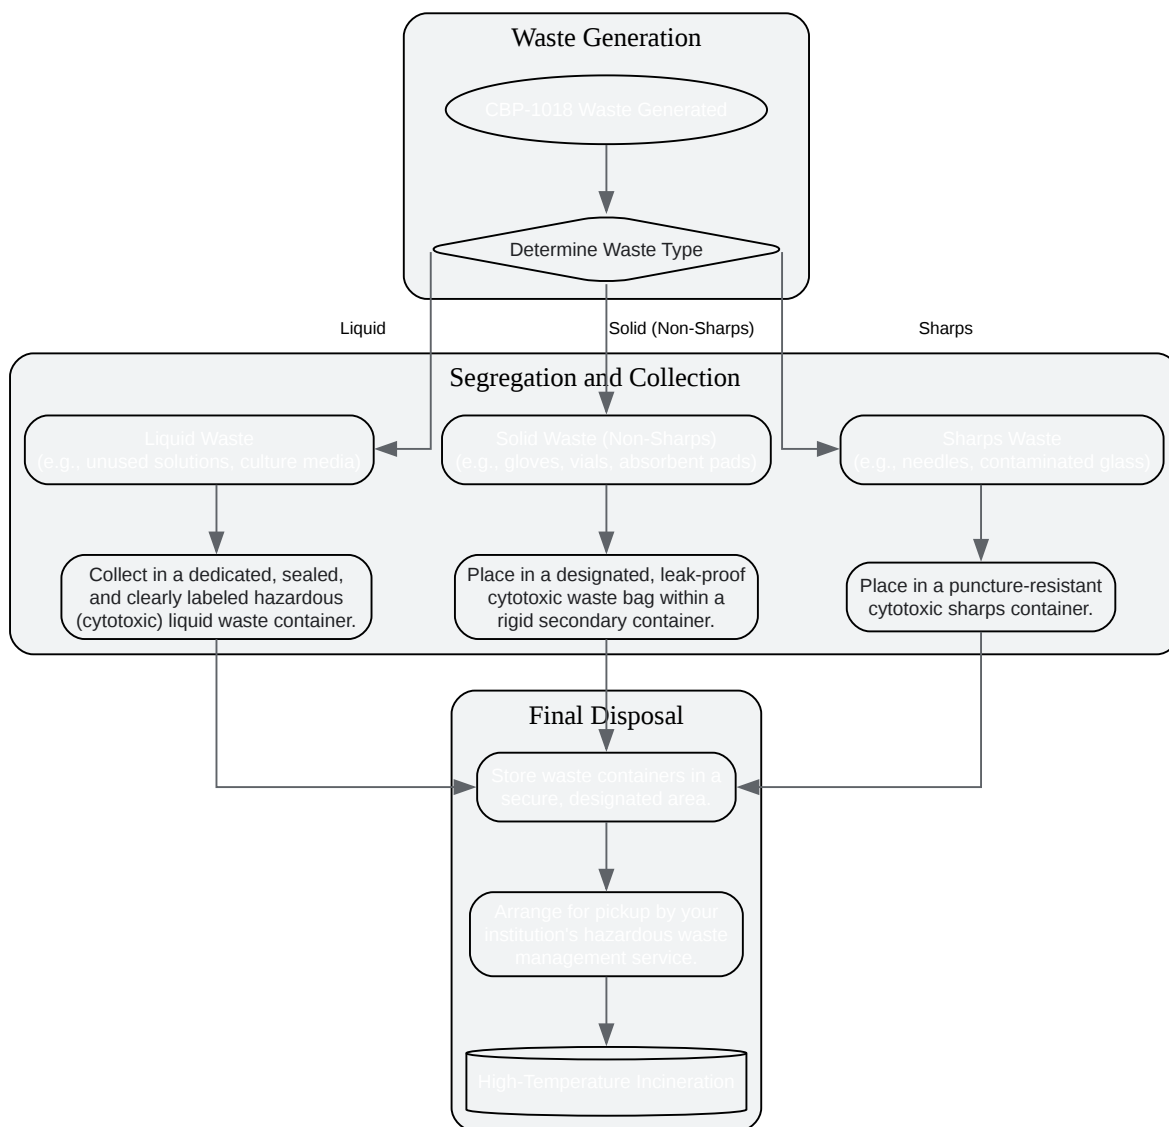 Waste Generation
CBP-1018 Waste Generated
Determine Waste Type
Liquid
Solid (Non-Sharps)
Sharps
Segregation and Collection
Liquid Waste
(e.g., unused solutions, culture media)
Solid Waste (Non-Sharps)
(e.g., gloves, vials, absorbent pads)
Sharps Waste
(e.g., needles, contaminated glass)
Collect in a dedicated, sealed,
and clearly labeled hazardous
(cytotoxic) liquid waste container.
Place in a designated, leak-proof
cytotoxic waste bag within a
rigid secondary container.
Place in a puncture-resistant
cytotoxic sharps container.
Final Disposal
Store waste containers in a
secure, designated area.
Arrange for pickup by your
institution's hazardous waste
management service.
High-Temperature Incineration